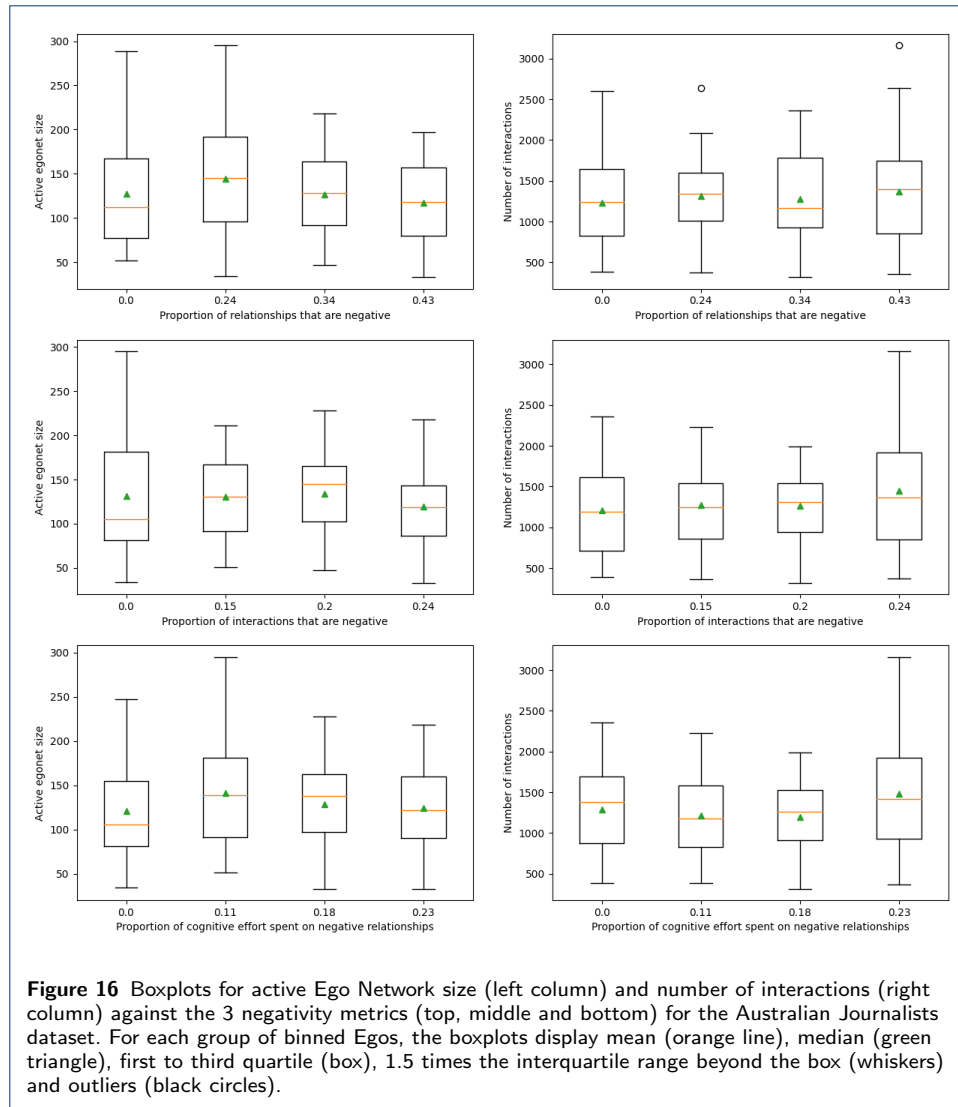 300
250
200
150
100
50
Active egonet size
0.0 0.24 0.34 0.43
Proportion of relationships that are negative
3000
2500
2000
1500
1000
500
Number of interactions
0.0 0.24 0.34 0.43
Proportion of relationships that are negative
300
250
200
150
100
50
Active egonet size
0.0 0.15 0.2 0.24
Proportion of interactions that are negative
3000
2500
2000
1500
1000
500
Number of interactions
0.0 0.15 0.2 0.24
Proportion of interactions that are negative
300
250
200
150
100
50
Active egonet size
0.0 0.11 0.18 0.23
Proportion of cognitive effort spent on negative relationships
3000
2500
2000
1500
1000
500
Number of interactions
0.0 0.11 0.18 0.23
Proportion of cognitive effort spent on negative relationships
Figure 16 Boxplots for active Ego Network size (left column) and number of interactions (right
column) against the 3 negativity metrics (top, middle and bottom) for the Australian Journalists
dataset. For each group of binned Egos, the boxplots display mean (orange line), median (green
triangle), first to third quartile (box), 1.5 times the interquartile range beyond the box (whiskers)
and outliers (black circles).